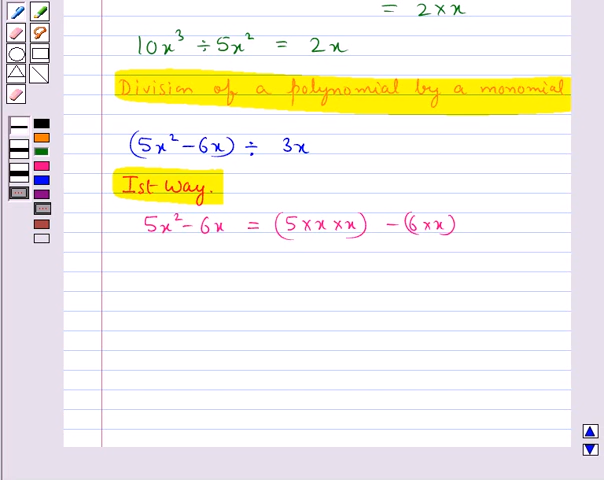 = 2 × x
10x³ ÷ 5x² = 2x
Division of a polynomial by a monomial
(5x² - 6x) ÷ 3x
Ist Way.
5x² - 6x = (5 × x × x) - (6 × x)